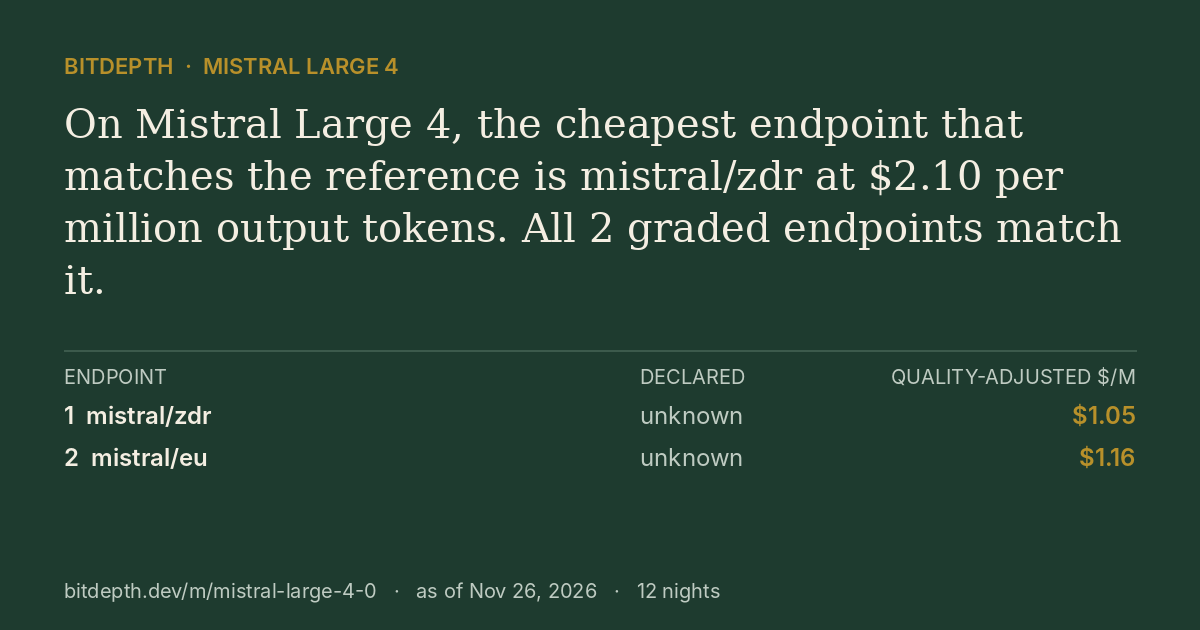 BITDEPTH · MISTRAL LARGE 4
On Mistral Large 4, the cheapest endpoint that
matches the reference is mistral/zdr at $2.10 per
million output tokens. All 2 graded endpoints match
it.
ENDPOINT DECLARED QUALITY-ADJUSTED $/M
1 mistral/zdr unknown $1.05
2 mistral/eu unknown $1.16
bitdepth.dev/m/mistral-large-4-0 · as of Nov 26, 2026 · 12 nights